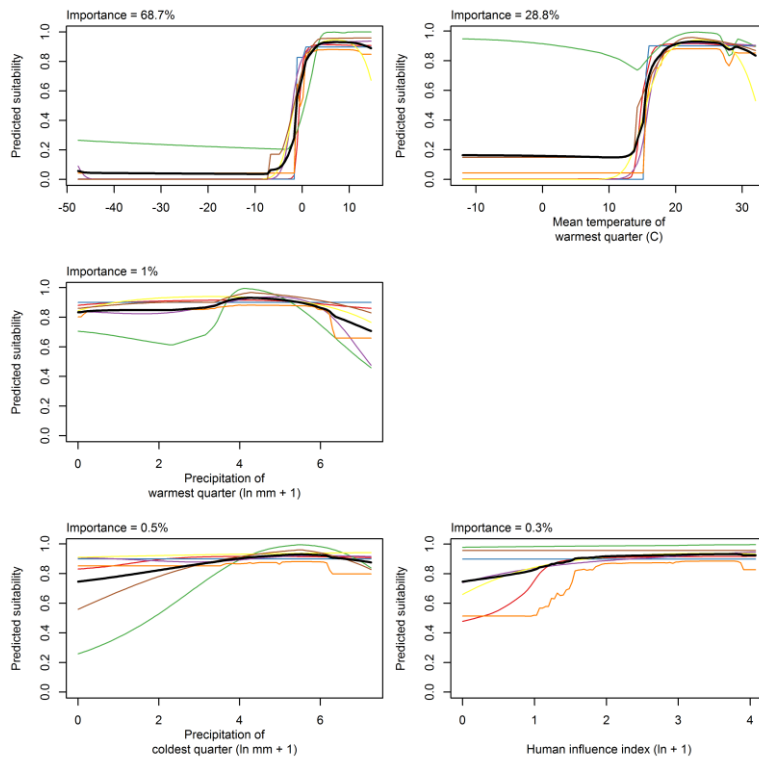 Importance = 68.7%
Predicted suitability
0.0 0.2 0.4 0.6 0.8 1.0
-50 -40 -30 -20 -10 0 10
Importance = 28.8%
Predicted suitability
0.0 0.2 0.4 0.6 0.8 1.0
-10 0 10 20 30
Mean temperature of
warmest quarter (C)
Importance = 1%
Predicted suitability
0.0 0.2 0.4 0.6 0.8 1.0
0 2 4 6
Precipitation of
warmest quarter (ln mm + 1)
Importance = 0.5%
Predicted suitability
0.0 0.2 0.4 0.6 0.8 1.0
0 2 4 6
Precipitation of
coldest quarter (ln mm + 1)
Importance = 0.3%
Predicted suitability
0.0 0.2 0.4 0.6 0.8 1.0
0 1 2 3 4
Human influence index (ln + 1)